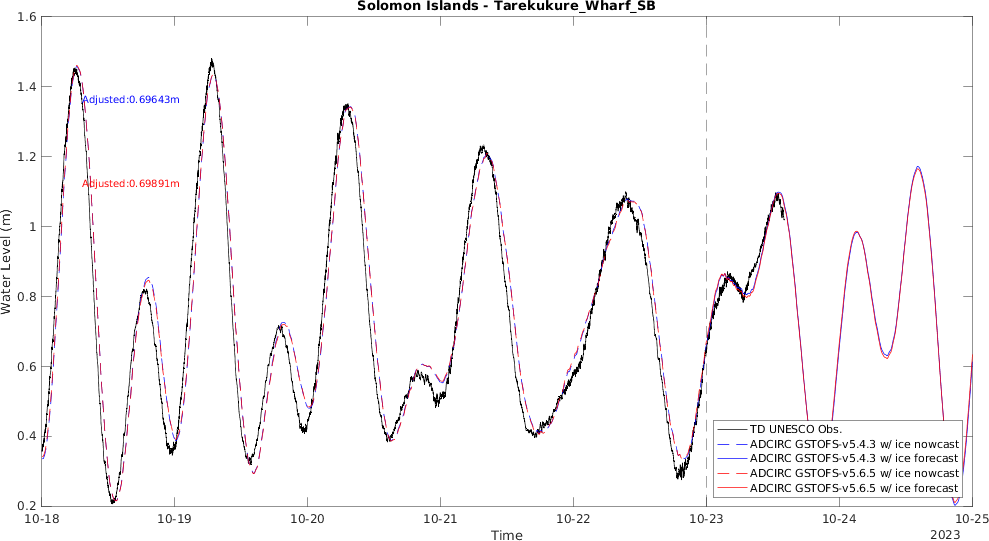 Solomon Islands - Tarekukure_Wharf_SB
1.6
1.4
1.2
1
0.8
0.6
0.4
0.2
Water Level (m)
Adjusted:0.69643m
Adjusted:0.69891m
TD UNESCO Obs.
ADCIRC GSTOFS-v5.4.3 w/ ice nowcast
ADCIRC GSTOFS-v5.4.3 w/ ice forecast
ADCIRC GSTOFS-v5.6.5 w/ ice nowcast
ADCIRC GSTOFS-v5.6.5 w/ ice forecast
10-18 10-19 10-20 10-21 10-22 10-23 10-24 10-25
Time
2023